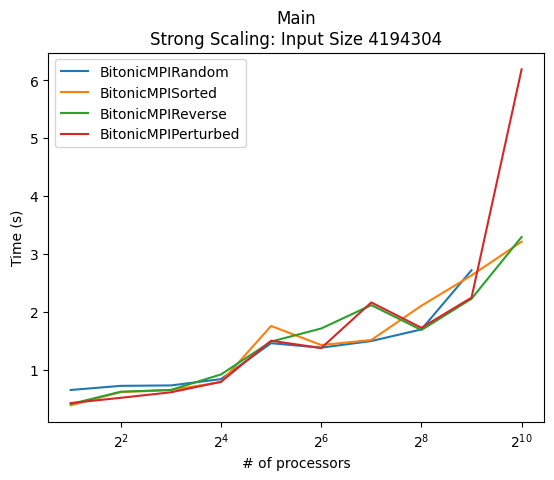 Main
Strong Scaling: Input Size 4194304
BitonicMPIRandom
BitonicMPISorted
BitonicMPIReverse
BitonicMPIPerturbed
Time (s)
6
5
4
3
2
1
2^2 2^4 2^6 2^8 2^10
# of processors